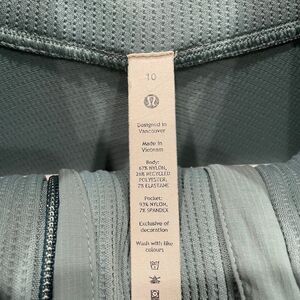 10
Designed in
Vancouver
Made in
Vietnam
Body:
67% NYLON,
26% RECYCLED
POLYESTER,
7% ELASTANE
Pocket:
93% NYLON,
7% SPANDEX
Exclusive of
decoration
Wash with like
colours